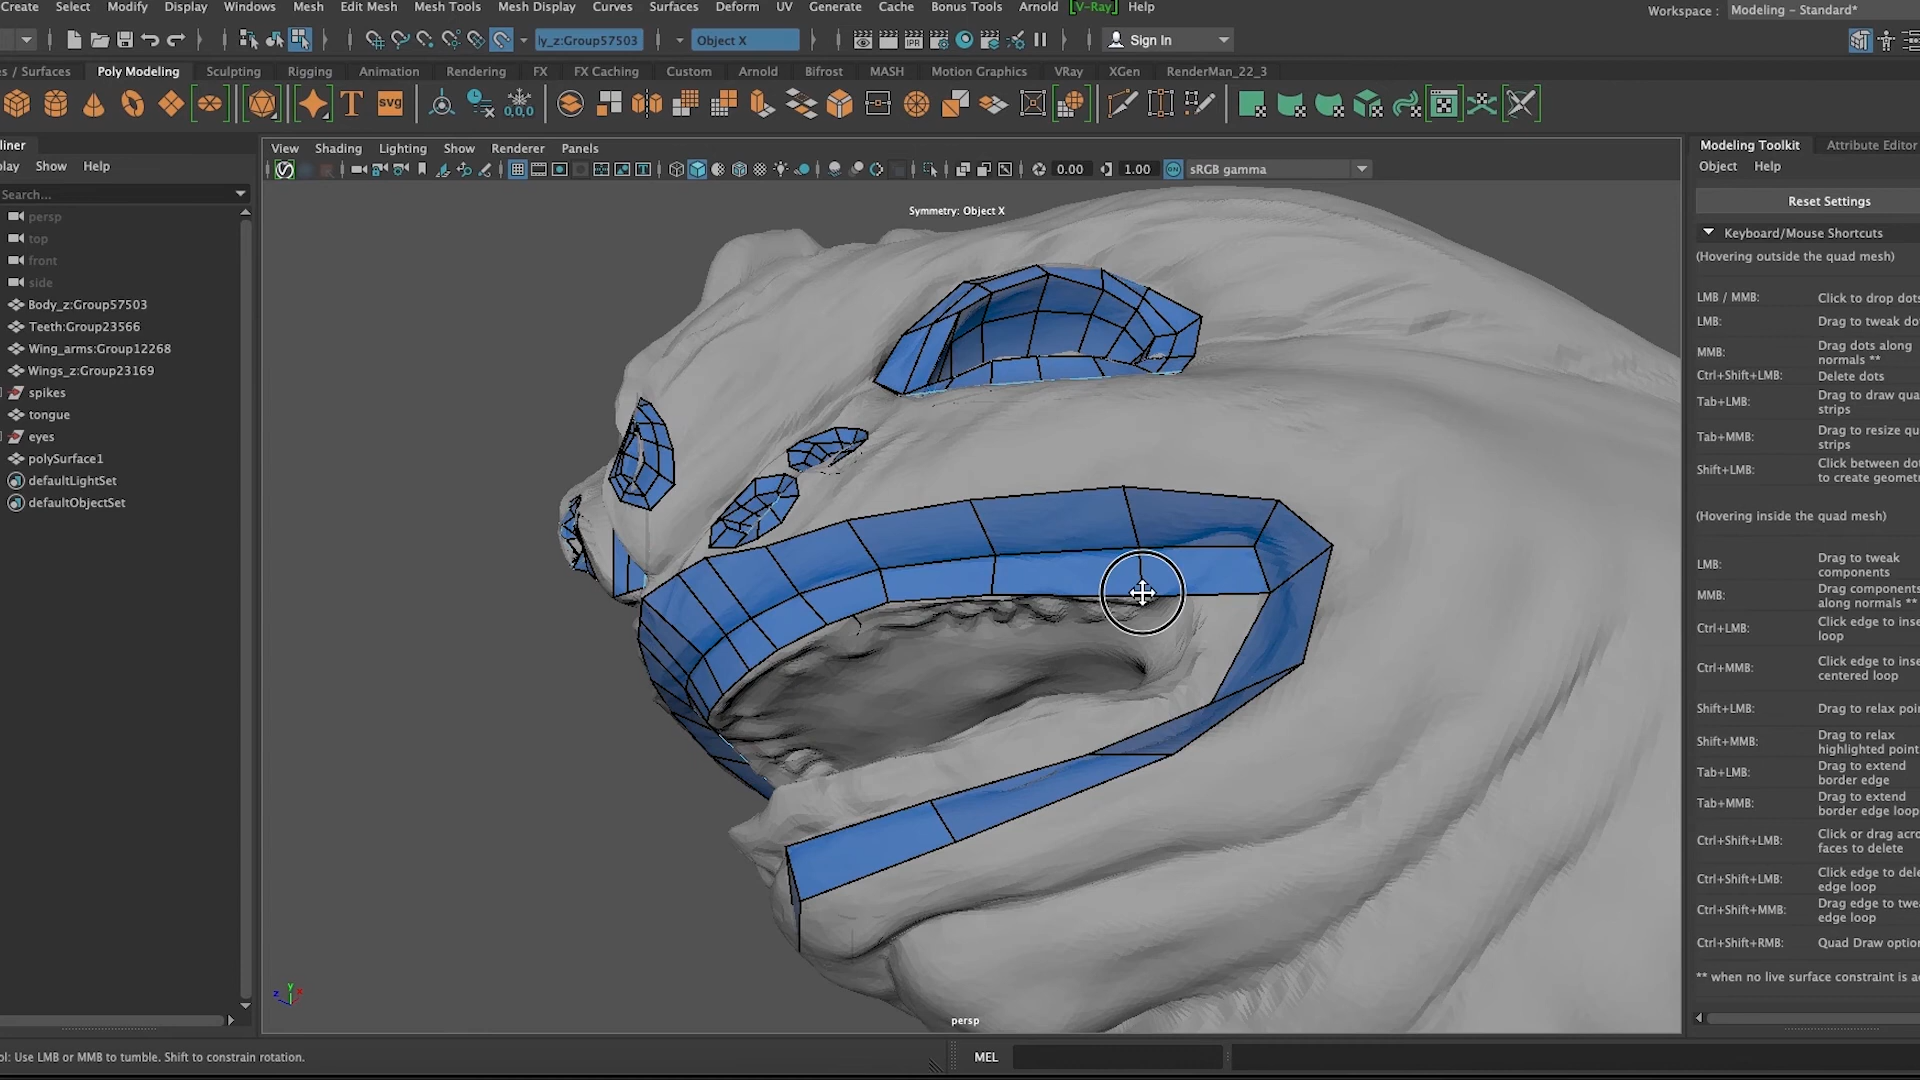 Create Select Modify Display Windows Mesh Edit Mesh Mesh Tools Mesh Display Curves Surfaces Deform UV Generate Cache Bonus Tools Arnold [V-Ray] Help
Workspace : Modeling - Standard*
ly_z:Group57503 Object X Sign In
s / Surfaces Poly Modeling Sculpting Rigging Animation Rendering FX FX Caching Custom Arnold Bifrost MASH Motion Graphics VRay XGen RenderMan_22_3
T svg 0,0,0
IPR
liner
play Show Help
Search...
persp
top
front
side
Body_z:Group57503
Teeth:Group23566
Wing_arms:Group12268
Wings_z:Group23169
spikes
tongue
eyes
polySurface1
defaultLightSet
defaultObjectSet
View Shading Lighting Show Renderer Panels
0.00 1.00 sRGB gamma
Symmetry: Object X
persp
Modeling Toolkit Attribute Editor
Object Help
Reset Settings
Keyboard/Mouse Shortcuts
(Hovering outside the quad mesh)
LMB / MMB: Click to drop dots
LMB: Drag to tweak do
MMB: Drag dots along
normals **
Ctrl+Shift+LMB: Delete dots
Tab+LMB: Drag to draw qua
strips
Tab+MMB: Drag to resize qu
strips
Shift+LMB: Click between dot
to create geometr
(Hovering inside the quad mesh)
LMB: Drag to tweak
components
MMB: Drag components
along normals **
Ctrl+LMB: Click edge to inse
loop
Ctrl+MMB: Click edge to inse
centered loop
Shift+LMB: Drag to relax poi
Shift+MMB: Drag to relax
highlighted point
Tab+LMB: Drag to extend
border edge
Tab+MMB: Drag to extend
border edge loop
Ctrl+Shift+LMB: Click or drag acro
faces to delete
Ctrl+Shift+LMB: Click edge to dele
edge loop
Ctrl+Shift+MMB: Drag edge to twe
edge loop
Ctrl+Shift+RMB: Quad Draw optio
** when no live surface constraint is a
ol: Use LMB or MMB to tumble. Shift to constrain rotation.
MEL